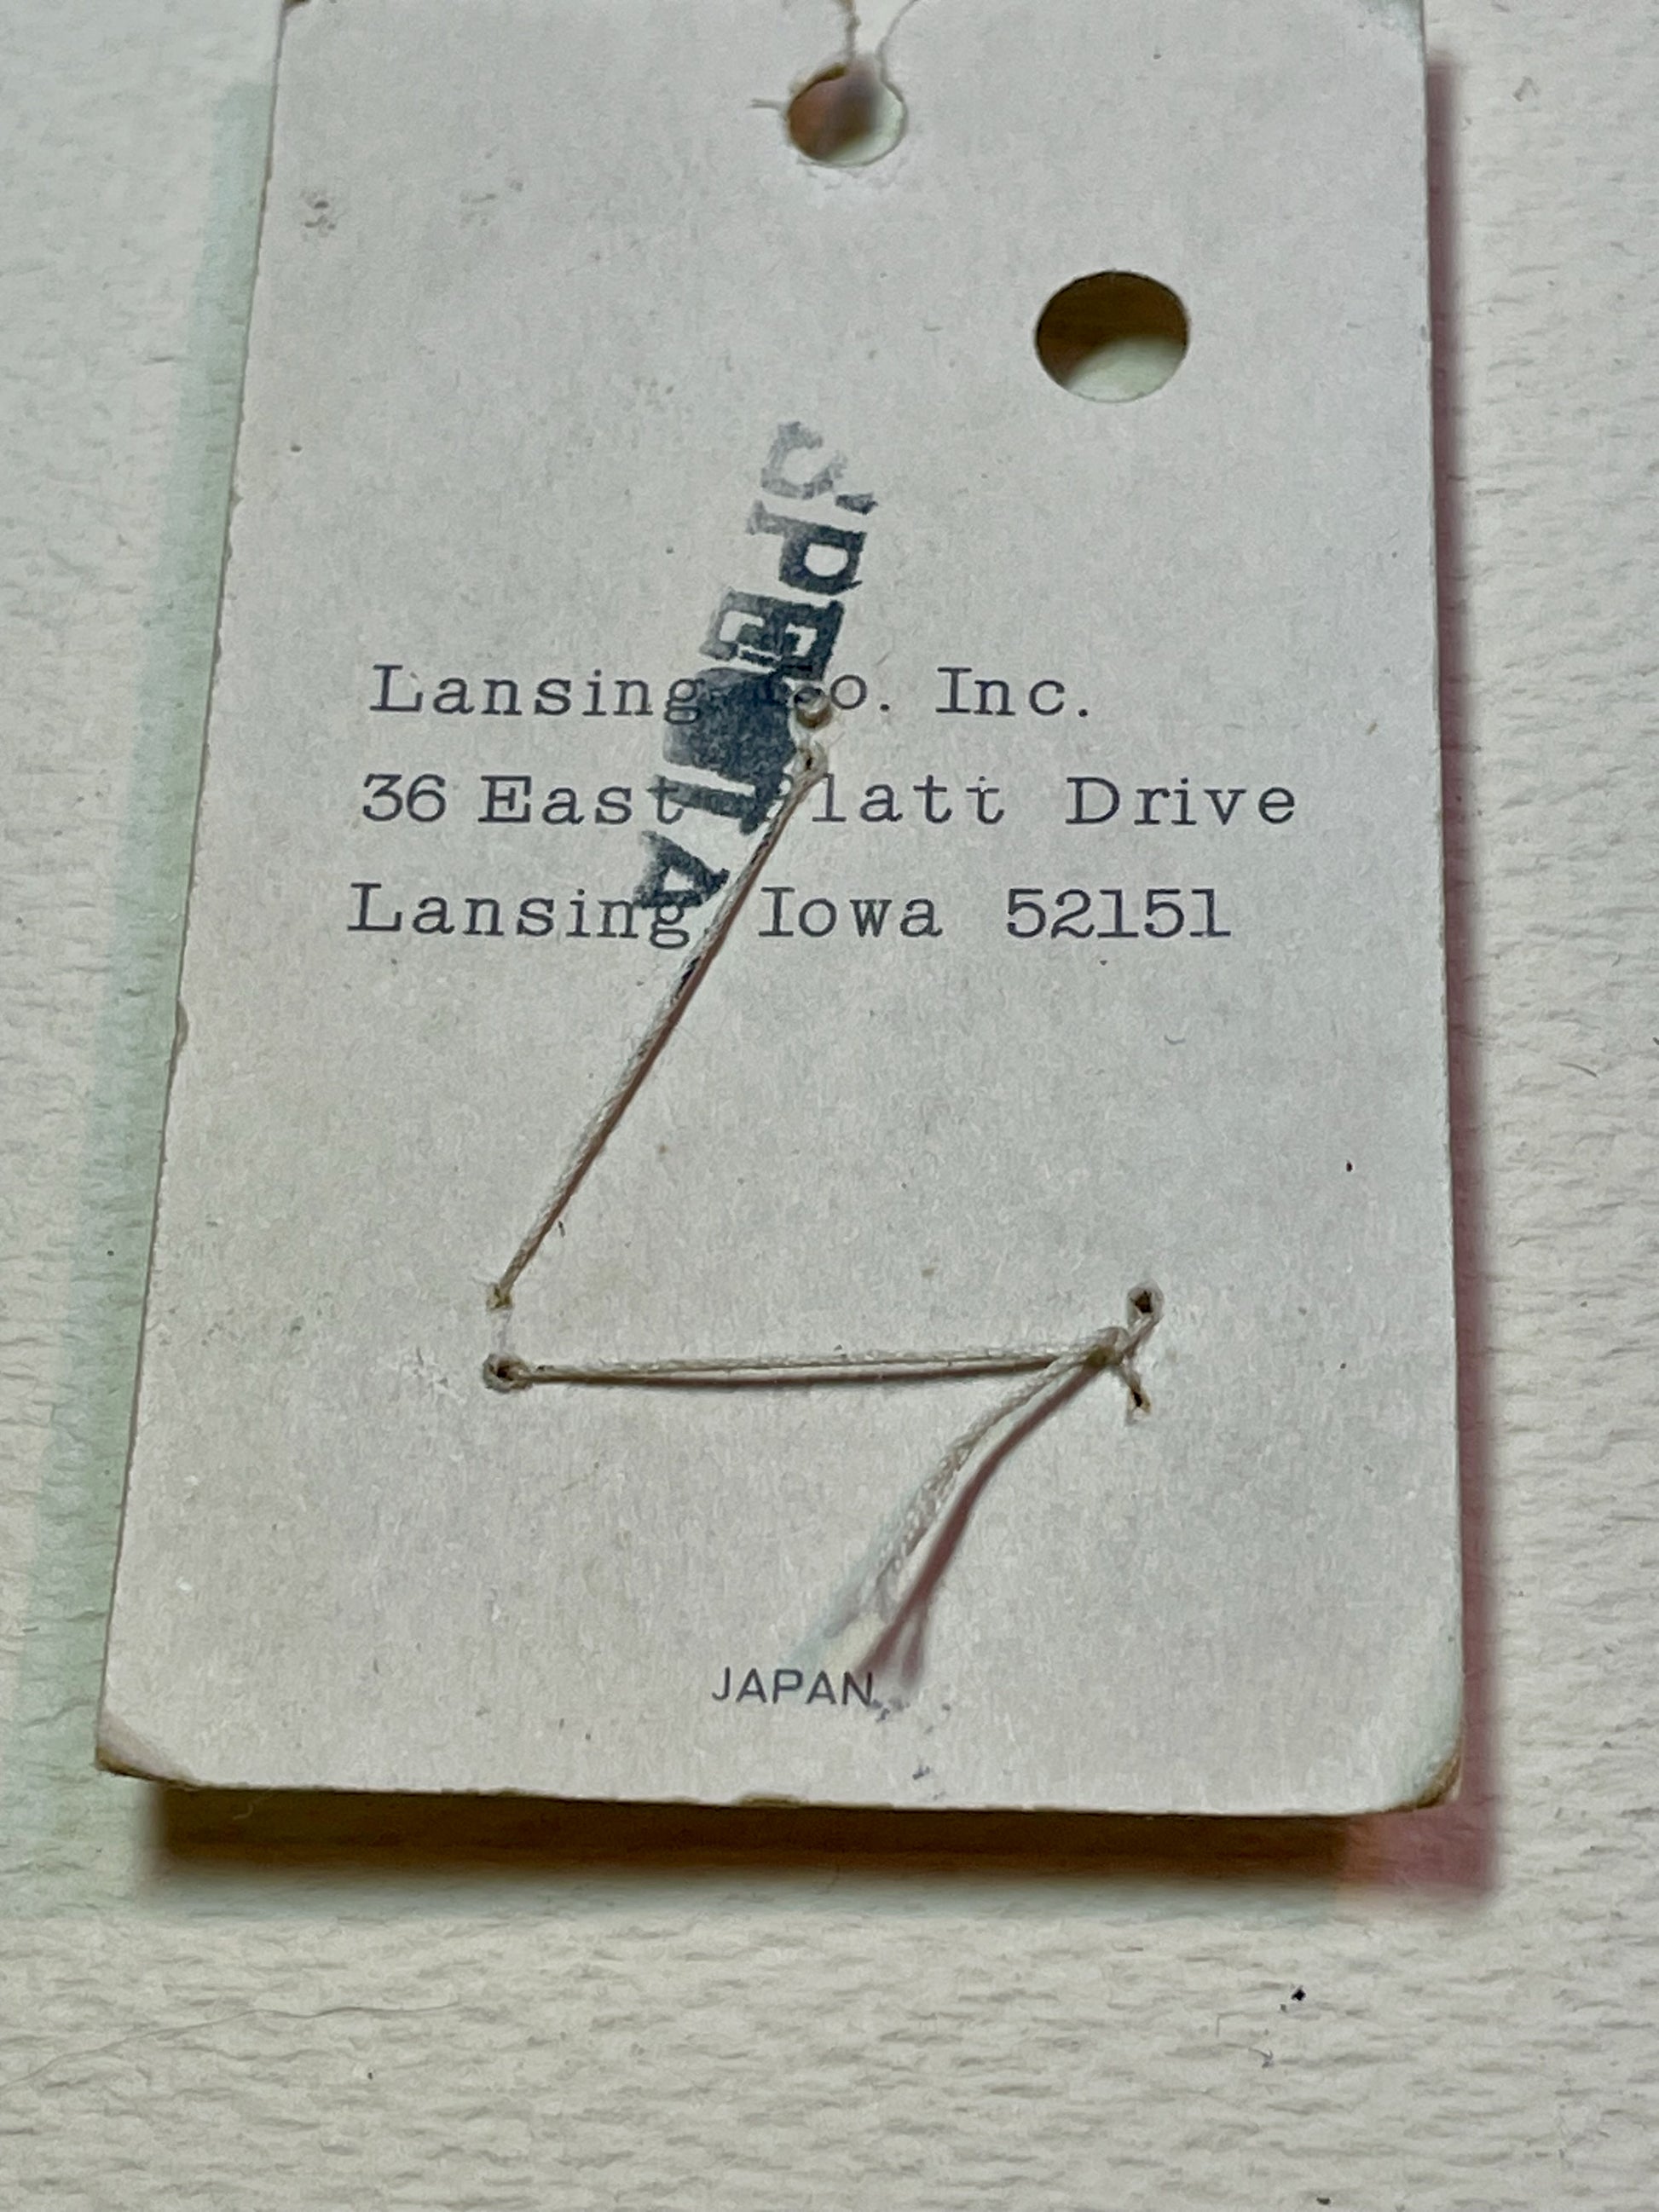 Lansing Co. Inc.
36 East Platt Drive
Lansing Iowa 52151
JAPAN